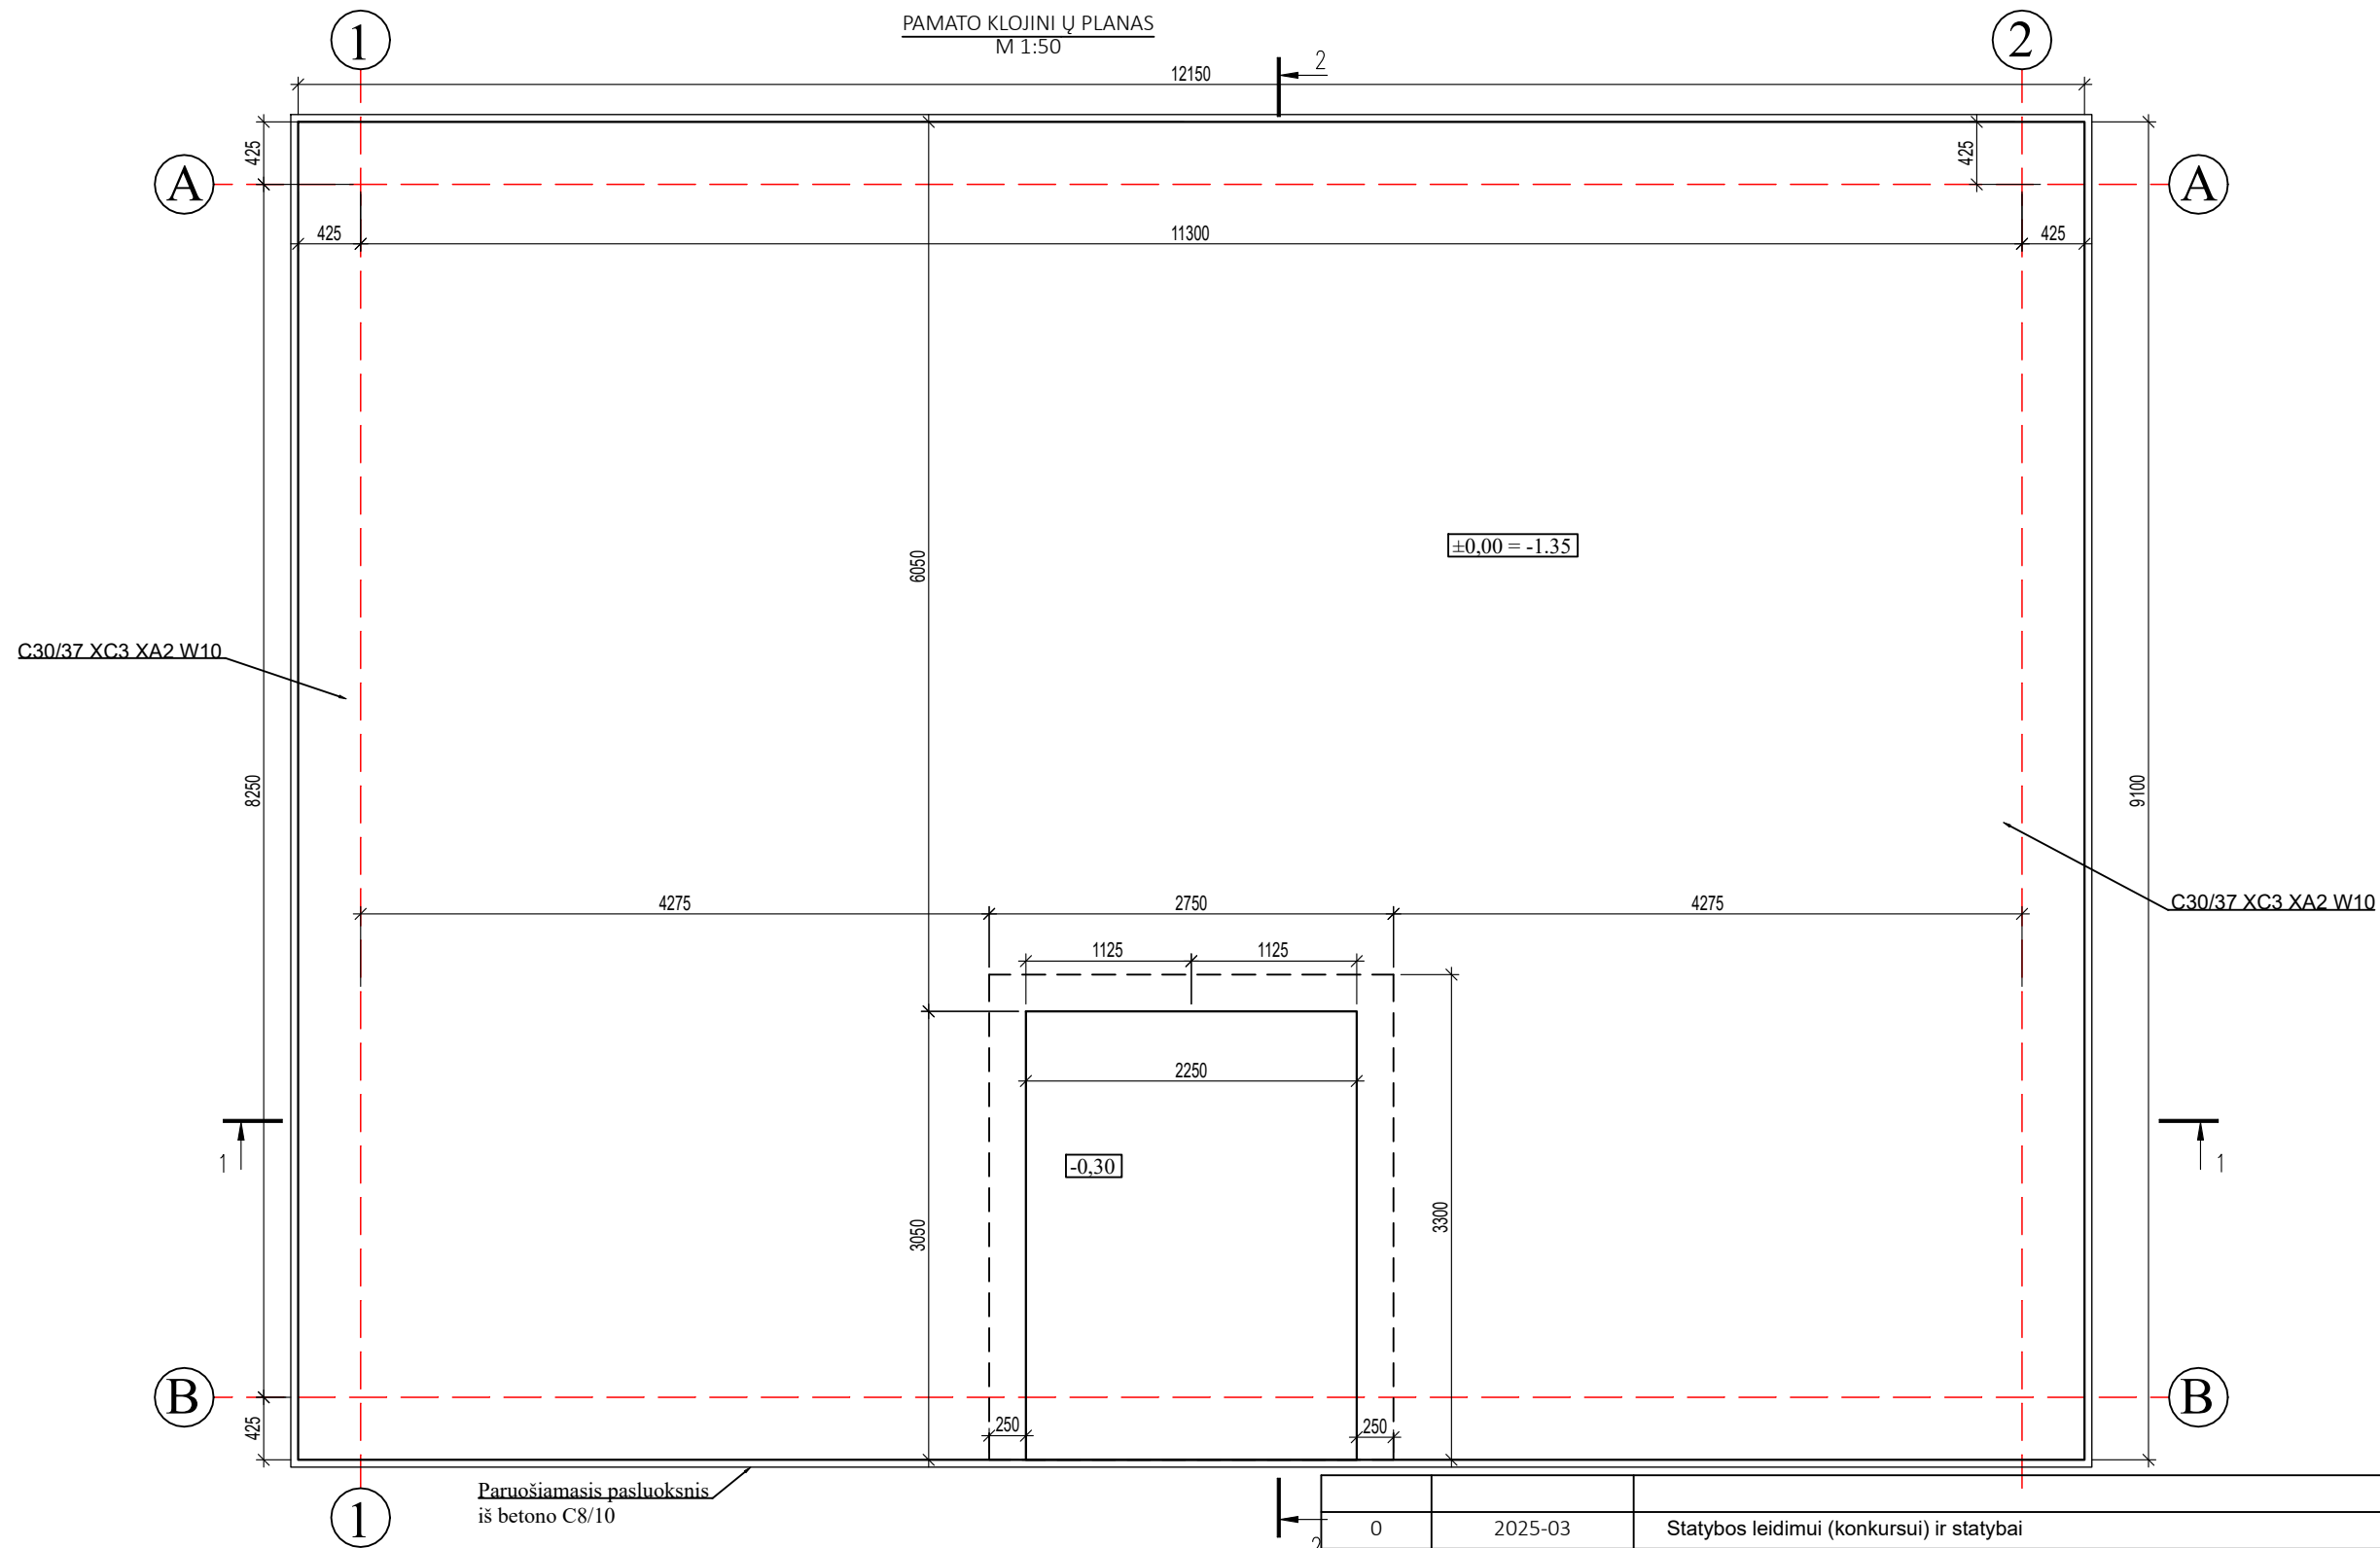 PAMATO KLOJINI Ų PLANAS
M 1:50
1
2
2
12150
425
425
A
A
425
11300
425
6050
±0,00 = -1.35
C30/37 XC3 XA2 W10
8250
9100
4275
2750
4275
C30/37 XC3 XA2 W10
1125
1125
2250
1
1
-0,30
3050
3300
B
B
425
250
250
Paruošiamasis pasluoksnis
iš betono C8/10
1
2
0
2025-03
Statybos leidimui (konkursui) ir statybai